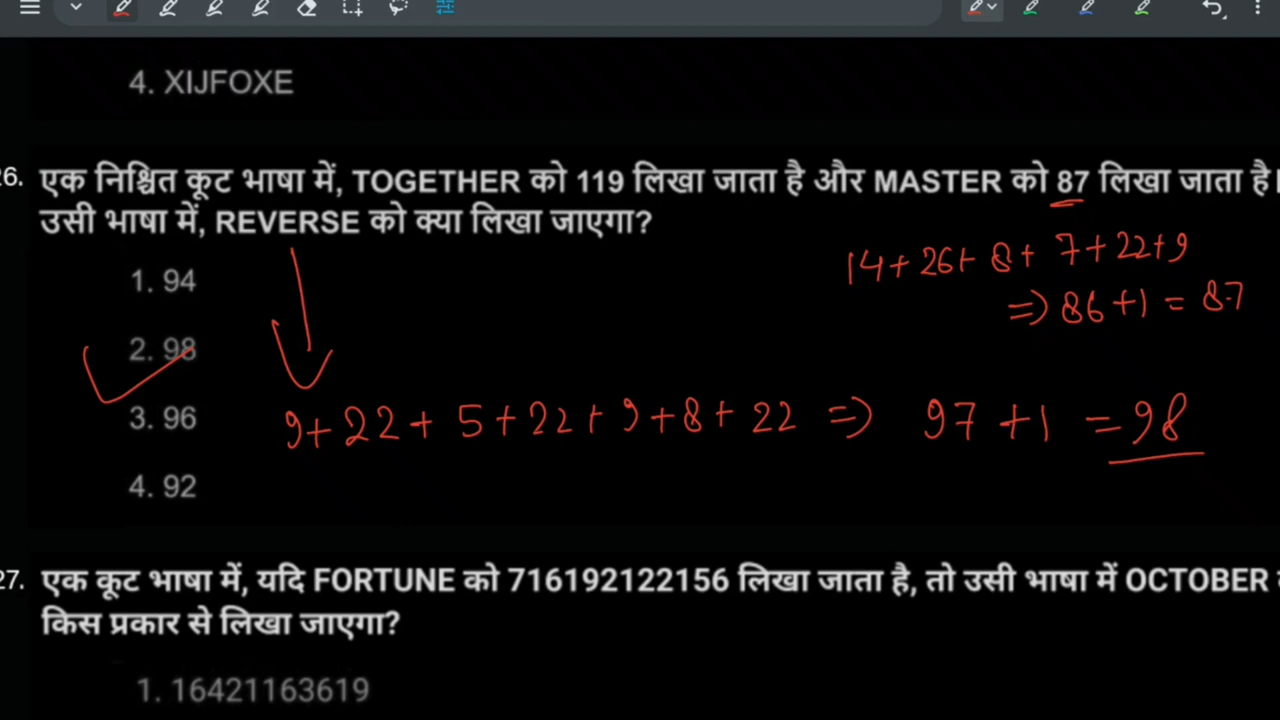 4. XIJFOXE
26. एक निश्चित कूट भाषा में, TOGETHER को 119 लिखा जाता है और MASTER को 87 लिखा जाता है।
उसी भाषा में, REVERSE को क्या लिखा जाएगा?
14+26+ 8+ 7+22+9
⇒ 86 +1 = 87
1. 94
2. 98
3. 96
9+22+ 5+22+ 9+8+ 22 ⇒ 97 +1 = 98
4. 92
27. एक कूट भाषा में, यदि FORTUNE को 716192122156 लिखा जाता है, तो उसी भाषा में OCTOBER
किस प्रकार से लिखा जाएगा?
1. 16421163619